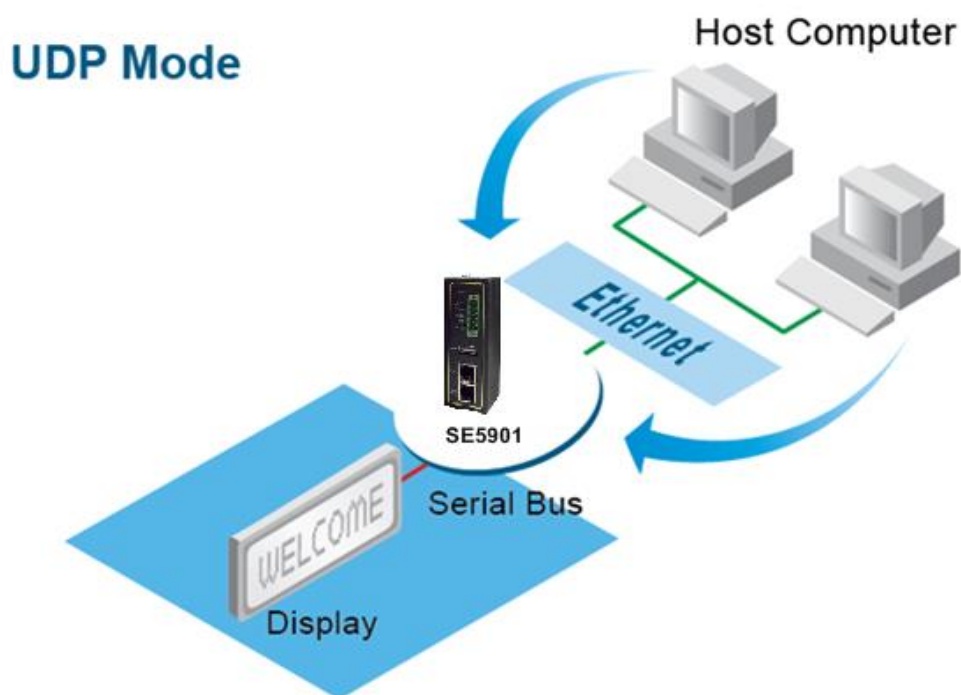 UDP Mode
Host Computer
Ethernet
SE5901
Serial Bus
WELCOME
Display